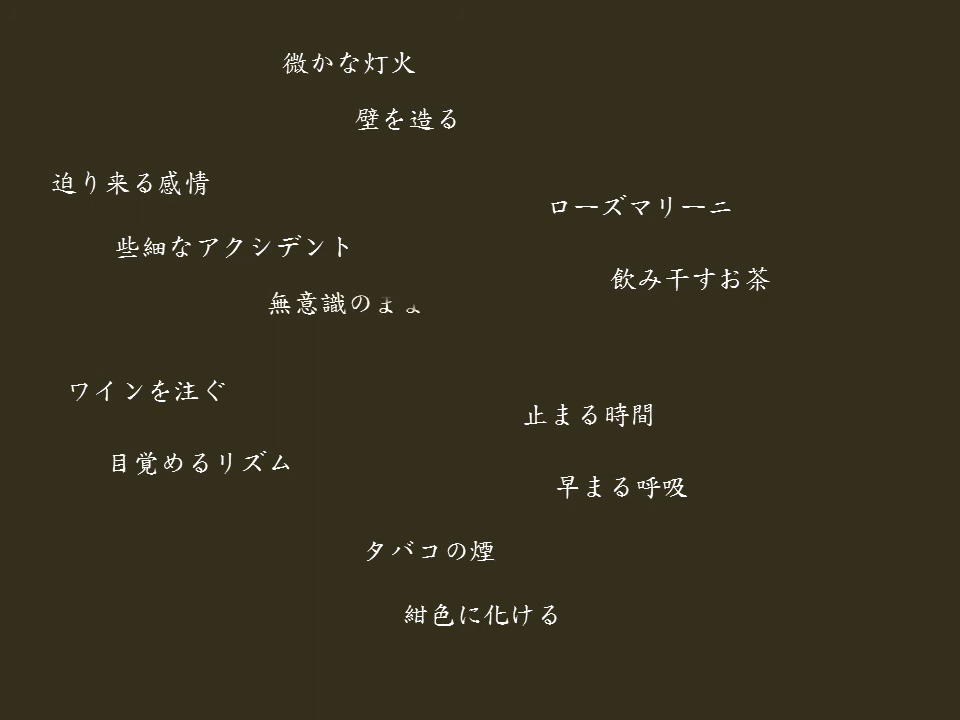 微かな灯火
壁を造る
迫り来る感情
ローズマリーニ
些細なアクシデント
飲み干すお茶
無意識のまま
ワインを注ぐ
止まる時間
目覚めるリズム
早まる呼吸
タバコの煙
紺色に化ける